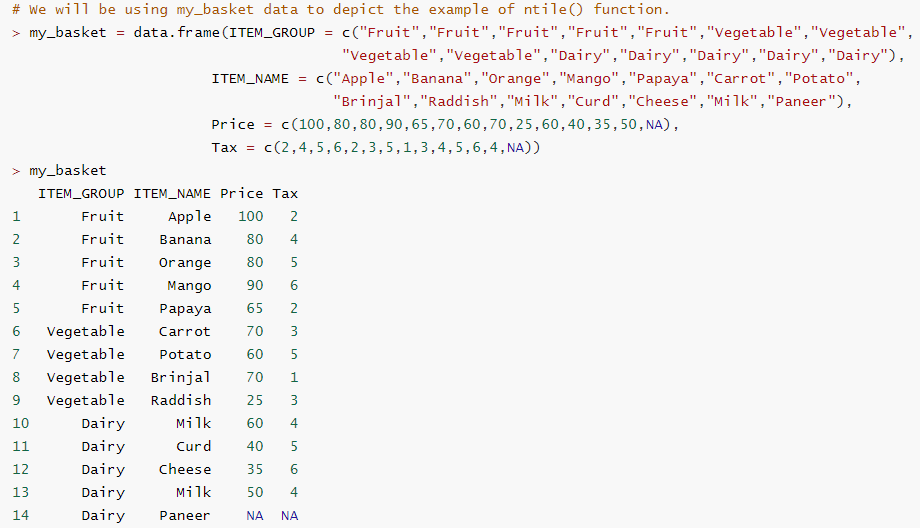 # We will be using my_basket data to depict the example of ntile() function.
> my_basket = data.frame(ITEM_GROUP = c("Fruit","Fruit","Fruit","Fruit","Fruit","Vegetable","Vegetable",
"Vegetable","Vegetable","Dairy","Dairy","Dairy","Dairy","Dairy"),
ITEM_NAME = c("Apple","Banana","Orange","Mango","Papaya","Carrot","Potato",
"Brinjal","Raddish","Milk","Curd","Cheese","Milk","Paneer"),
Price = c(100,80,80,90,65,70,60,70,25,60,40,35,50,NA),
Tax = c(2,4,5,6,2,3,5,1,3,4,5,6,4,NA))
> my_basket
ITEM_GROUP ITEM_NAME Price Tax
1 Fruit Apple 100 2
2 Fruit Banana 80 4
3 Fruit Orange 80 5
4 Fruit Mango 90 6
5 Fruit Papaya 65 2
6 Vegetable Carrot 70 3
7 Vegetable Potato 60 5
8 Vegetable Brinjal 70 1
9 Vegetable Raddish 25 3
10 Dairy Milk 60 4
11 Dairy Curd 40 5
12 Dairy Cheese 35 6
13 Dairy Milk 50 4
14 Dairy Paneer NA NA